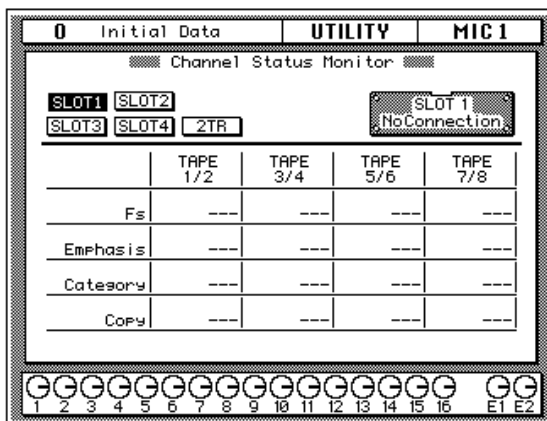 0 Initial Data UTILITY MIC 1
Channel Status Monitor
SLOT1 SLOT2
SLOT3 SLOT4 2TR
SLOT 1
NoConnection
TAPE 1/2 TAPE 3/4 TAPE 5/6 TAPE 7/8
Fs --- --- --- ---
Emphasis --- --- --- ---
Category --- --- --- ---
Copy --- --- --- ---
1 2 3 4 5 6 7 8 9 10 11 12 13 14 15 16 E1 E2